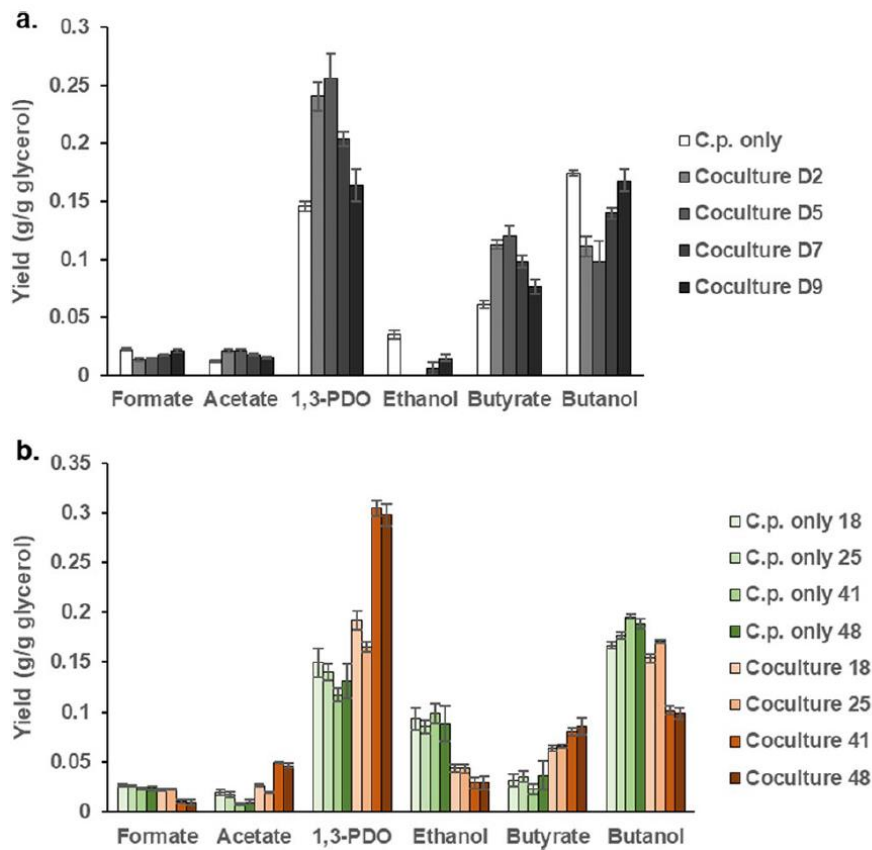 a.
Yield (g/g glycerol)
0.3
0.25
0.2
0.15
0.1
0.05
0
Formate Acetate 1,3-PDO Ethanol Butyrate Butanol
C.p. only
Coculture D2
Coculture D5
Coculture D7
Coculture D9
b.
Yield (g/g glycerol)
0.35
0.3
0.25
0.2
0.15
0.1
0.05
0
Formate Acetate 1,3-PDO Ethanol Butyrate Butanol
C.p. only 18
C.p. only 25
C.p. only 41
C.p. only 48
Coculture 18
Coculture 25
Coculture 41
Coculture 48